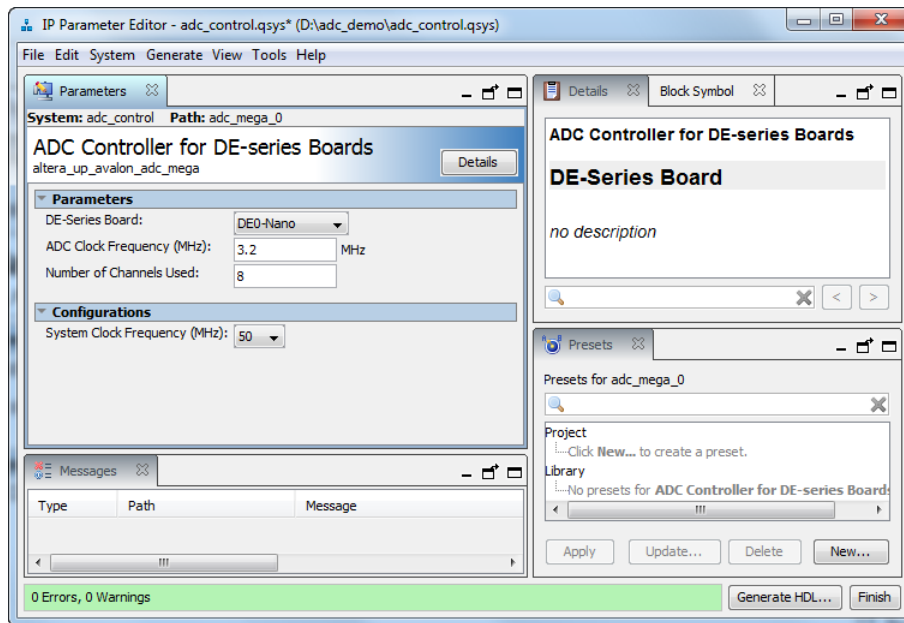 IP Parameter Editor - adc_control.qsys* (D:\adc_demo\adc_control.qsys)
File Edit System Generate View Tools Help
Parameters
System: adc_control Path: adc_mega_0
ADC Controller for DE-series Boards
altera_up_avalon_adc_mega
Details
Parameters
DE-Series Board: DE0-Nano
ADC Clock Frequency (MHz): 3.2 MHz
Number of Channels Used: 8
Configurations
System Clock Frequency (MHz): 50
Messages
Type Path Message
Details Block Symbol
ADC Controller for DE-series Boards
DE-Series Board
no description
< >
Presets
Presets for adc_mega_0
Project
Click New... to create a preset.
Library
No presets for ADC Controller for DE-series Boards
Apply Update... Delete New...
0 Errors, 0 Warnings
Generate HDL... Finish